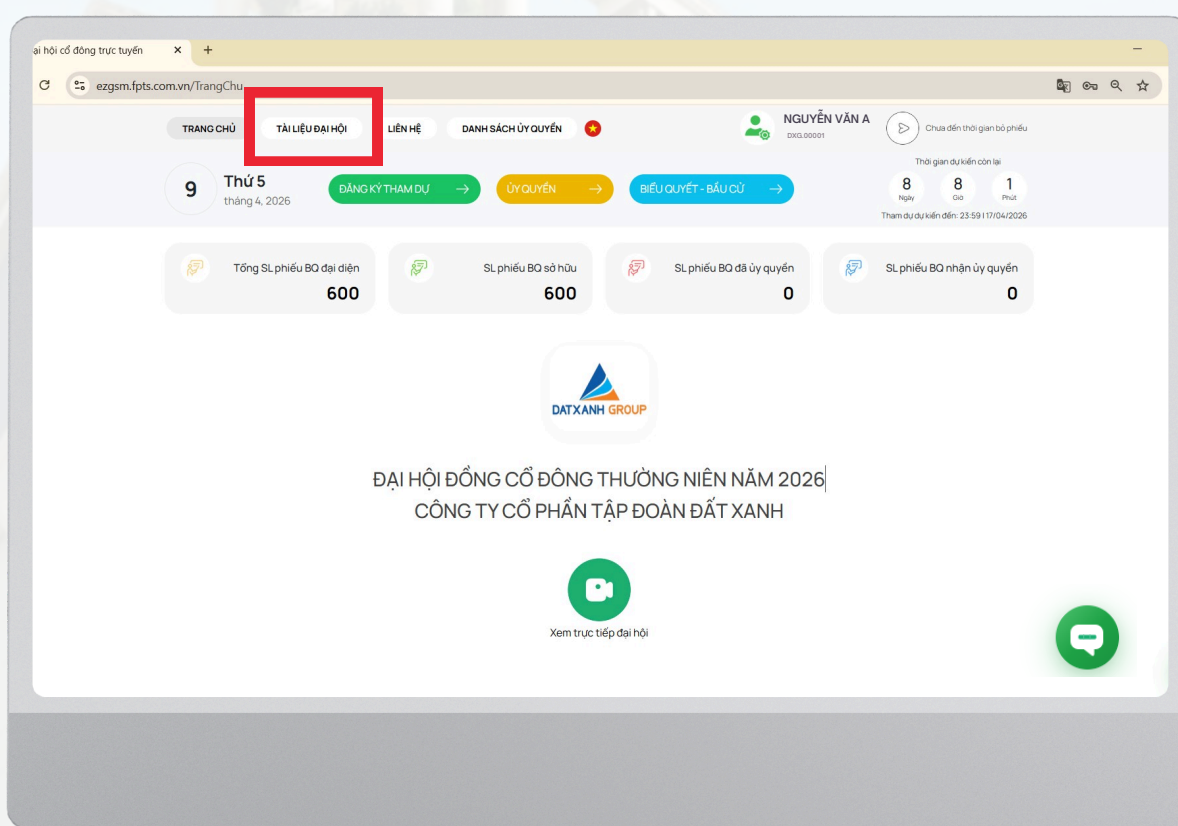 ại hội cổ đông trực tuyến
ezgsm.fpts.com.vn/TrangChu
TRANG CHỦ
TÀI LIỆU ĐẠI HỘI
LIÊN HỆ
DANH SÁCH ỦY QUYỀN
NGUYỄN VĂN A
DXG.00001
Chưa đến thời gian bỏ phiếu
9
Thứ 5
tháng 4, 2026
ĐĂNG KÝ THAM DỰ
ỦY QUYỀN
BIỂU QUYẾT - BẦU CỬ
Thời gian dự kiến còn lại
8 8 1
Ngày Giờ Phút
Tham dự dự kiến đến: 23:59 | 17/04/2026
Tổng SL phiếu BQ đại diện
600
SL phiếu BQ sở hữu
600
SL phiếu BQ đã ủy quyền
0
SL phiếu BQ nhận ủy quyền
0
DATXANH GROUP
ĐẠI HỘI ĐỒNG CỔ ĐÔNG THƯỜNG NIÊN NĂM 2026
CÔNG TY CỔ PHẦN TẬP ĐOÀN ĐẤT XANH
Xem trực tiếp đại hội